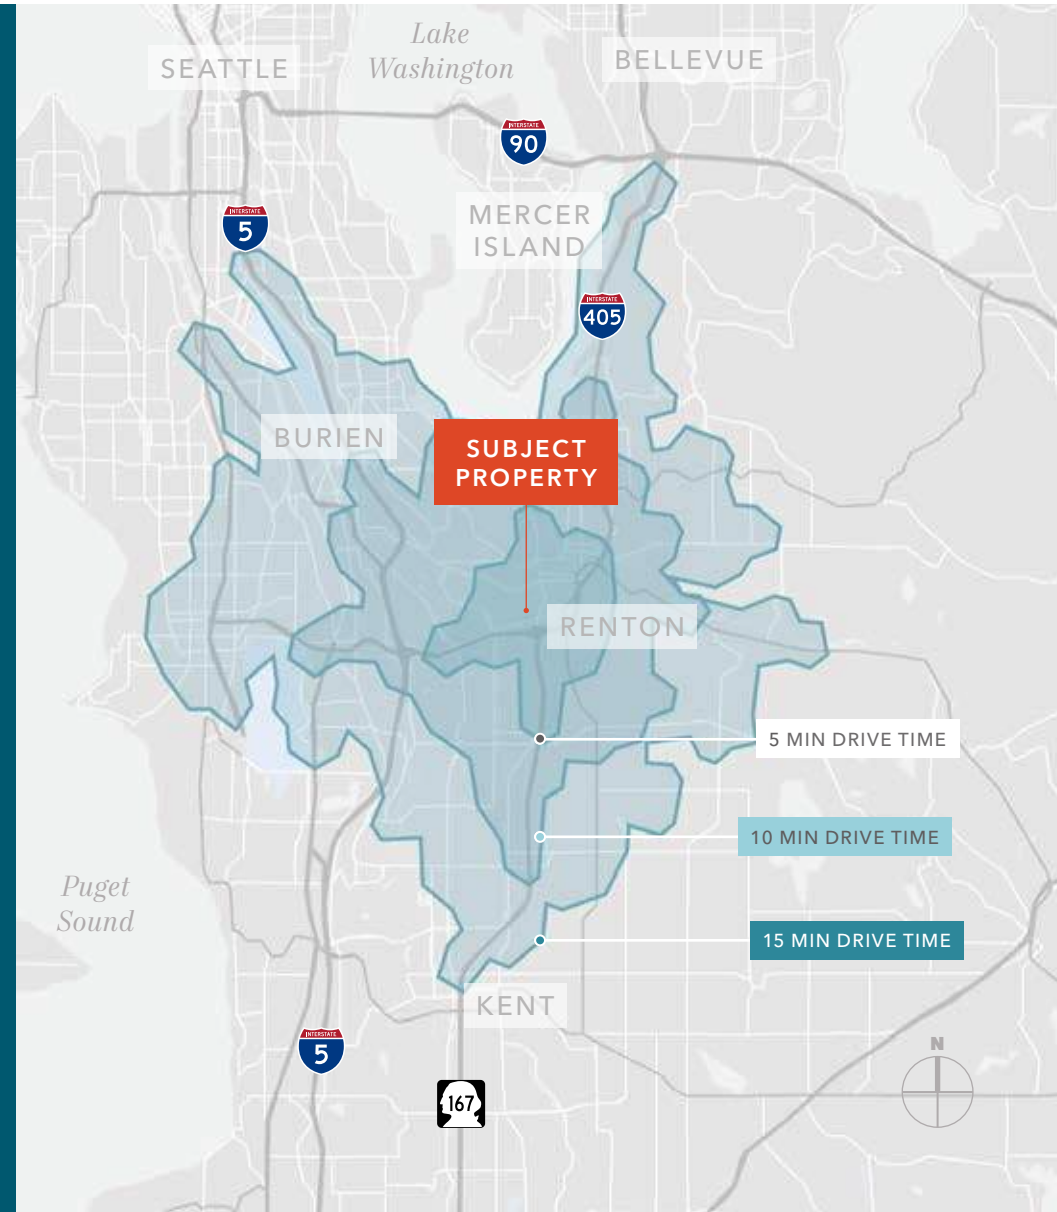 Lake
Washington
SEATTLE
BELLEVUE
INTERSTATE
90
MERCER
ISLAND
INTERSTATE
5
INTERSTATE
405
BURIEN
SUBJECT
PROPERTY
RENTON
5 MIN DRIVE TIME
10 MIN DRIVE TIME
Puget
Sound
15 MIN DRIVE TIME
KENT
INTERSTATE
5
N
167